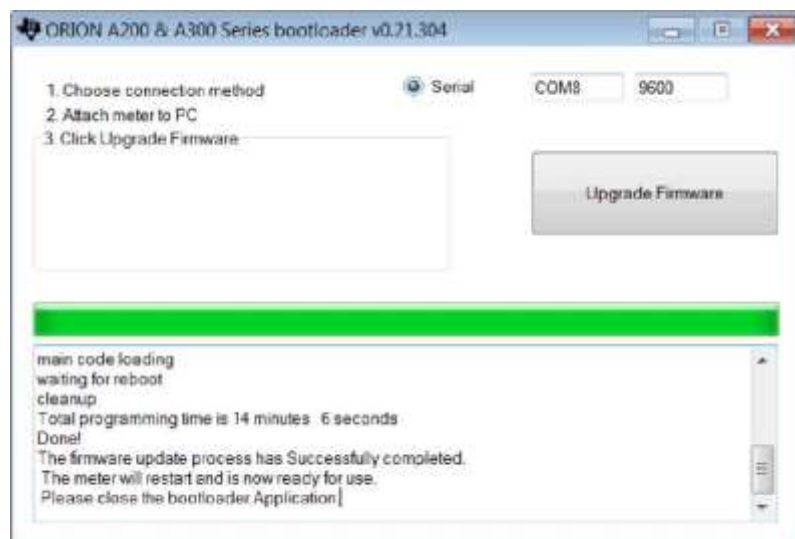 ORION A200 & A300 Series bootloader v0.21.304
1. Choose connection method
Serial
COM8
9600
2. Attach meter to PC
3. Click Upgrade Firmware
Upgrade Firmware
main code loading
waiting for reboot
cleanup
Total programming time is 14 minutes 6 seconds
Done!
The firmware update process has Successfully completed.
The meter will restart and is now ready for use.
Please close the bootloader Application